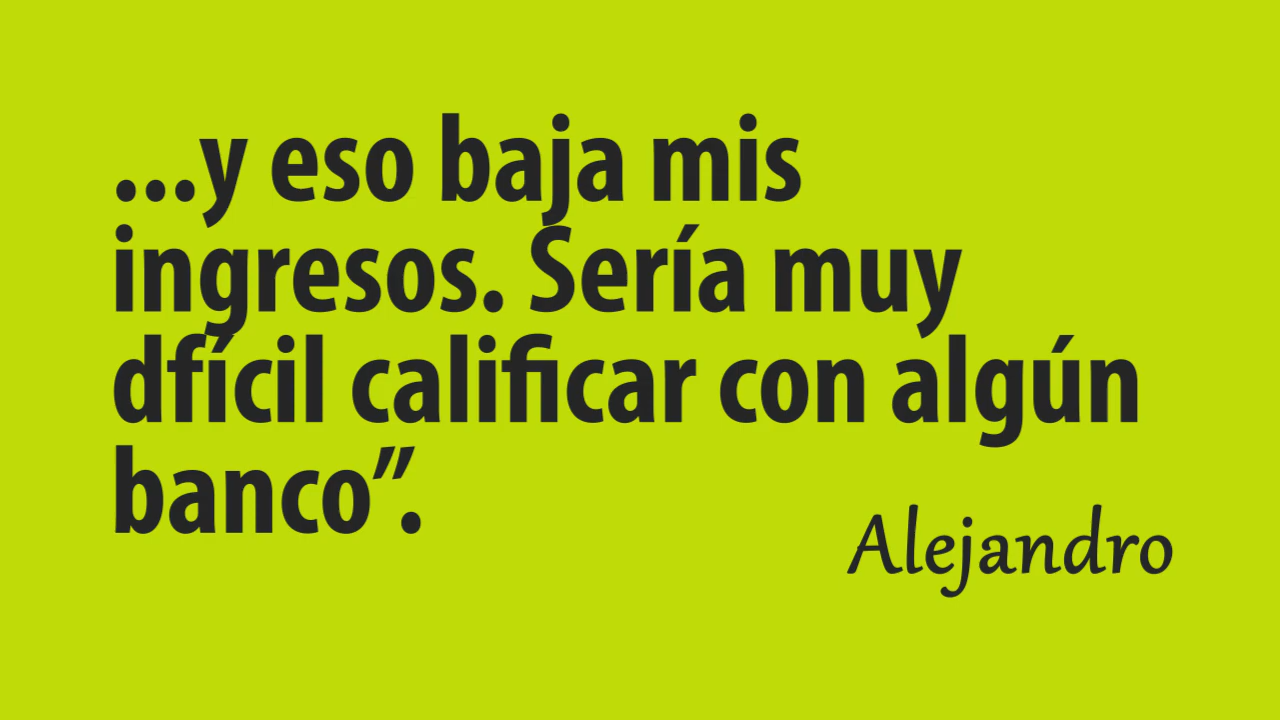 ...y eso baja mis
ingresos. Sería muy
dfícil calificar con algún
banco”.
Alejandro